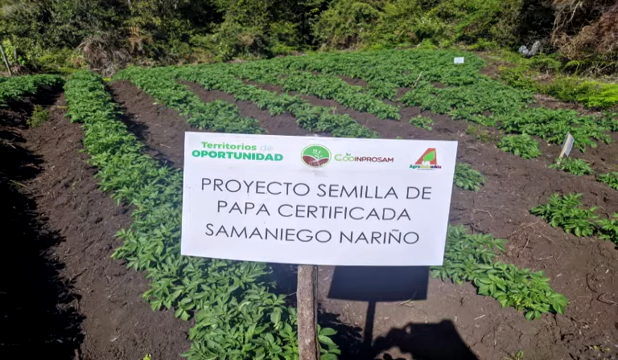 Territorios de
OPORTUNIDAD
COOINPROSAM
PROYECTO SEMILLA DE
PAPA CERTIFICADA
SAMANIEGO NARIÑO